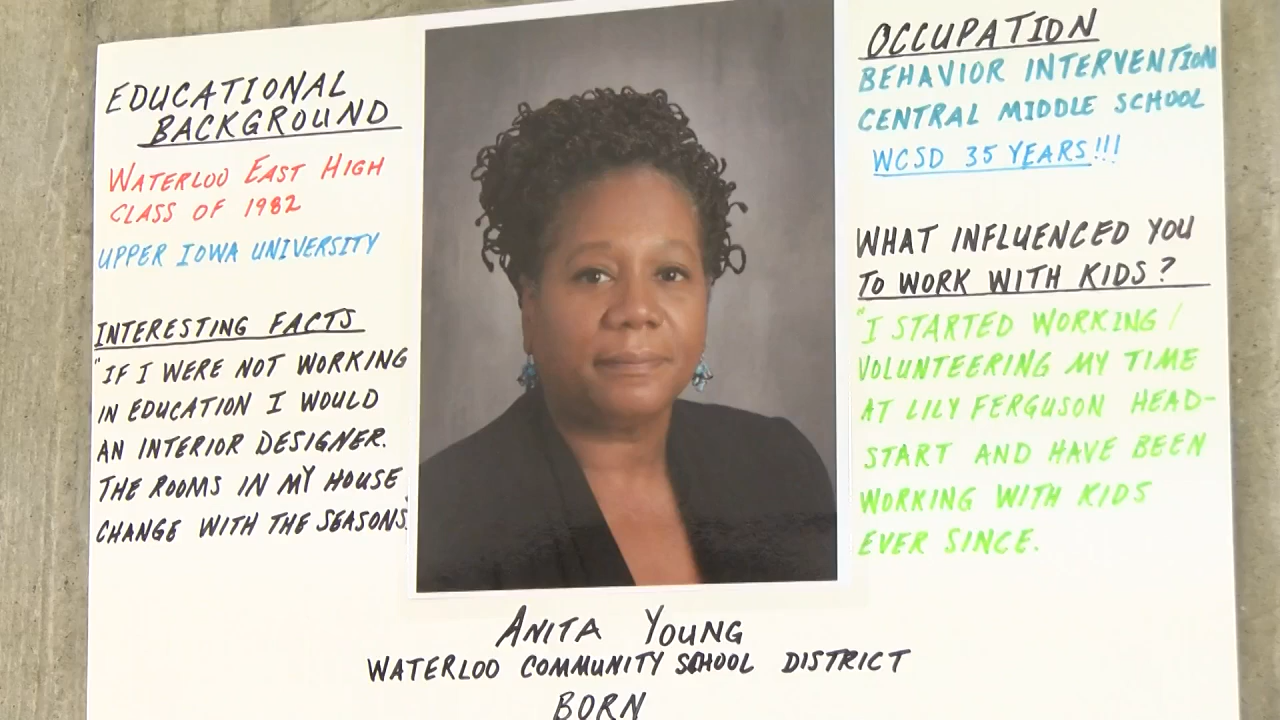 EDUCATIONAL
BACKGROUND
WATERLOO EAST HIGH
CLASS OF 1982
UPPER IOWA UNIVERSITY
INTERESTING FACTS
"IF I WERE NOT WORKING
IN EDUCATION I WOULD
AN INTERIOR DESIGNER.
THE ROOMS IN MY HOUSE
CHANGE WITH THE SEASONS."
OCCUPATION
BEHAVIOR INTERVENTION
CENTRAL MIDDLE SCHOOL
WCSD 35 YEARS!!!
WHAT INFLUENCED YOU
TO WORK WITH KIDS?
"I STARTED WORKING/
VOLUNTEERING MY TIME
AT LILY FERGUSON HEAD-
START AND HAVE BEEN
WORKING WITH KIDS
EVER SINCE.
ANITA YOUNG
WATERLOO COMMUNITY SCHOOL DISTRICT
BORN